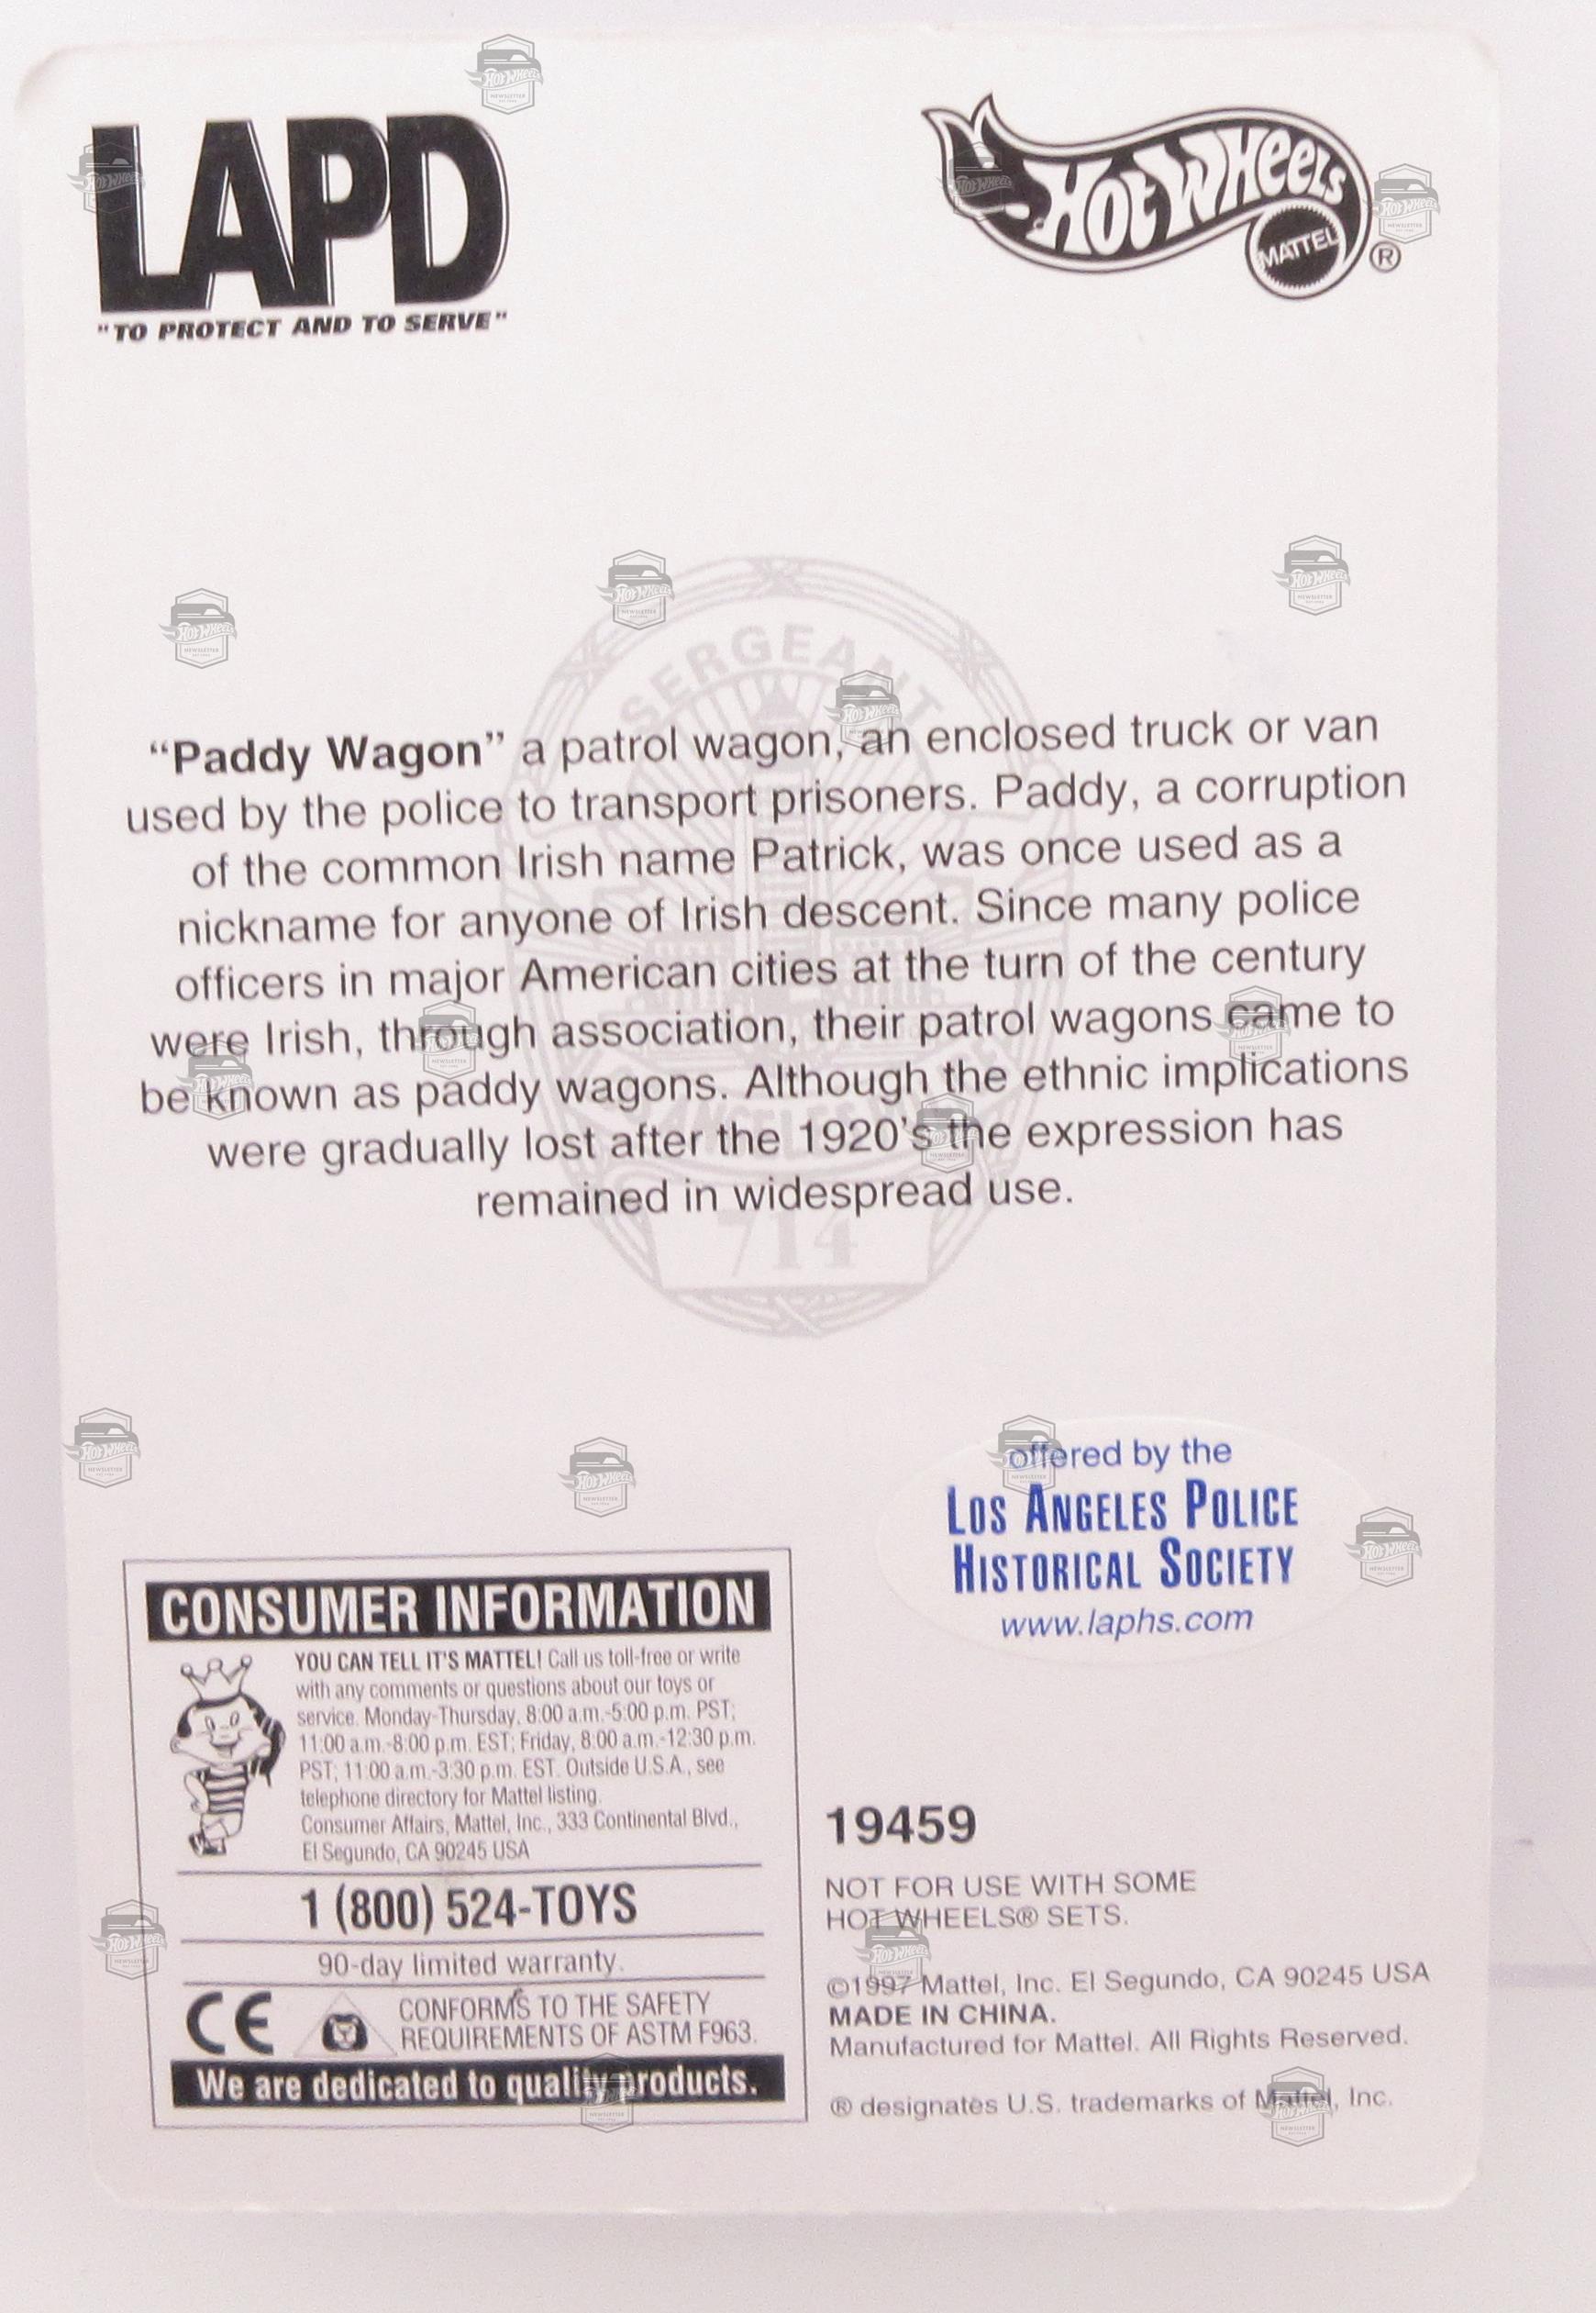 LAPD
"TO PROTECT AND TO SERVE"
HOT WHEELS
MATTEL
®
SERGEANT
“Paddy Wagon” a patrol wagon, an enclosed truck or van
used by the police to transport prisoners. Paddy, a corruption
of the common Irish name Patrick, was once used as a
nickname for anyone of Irish descent. Since many police
officers in major American cities at the turn of the century
were Irish, through association, their patrol wagons came to
be known as paddy wagons. Although the ethnic implications
were gradually lost after the 1920’s the expression has
remained in widespread use.
714
offered by the
LOS ANGELES POLICE
HISTORICAL SOCIETY
www.laphs.com
CONSUMER INFORMATION
YOU CAN TELL IT'S MATTEL! Call us toll-free or write
with any comments or questions about our toys or
service. Monday-Thursday, 8:00 a.m.-5:00 p.m. PST;
11:00 a.m.-8:00 p.m. EST; Friday, 8:00 a.m.-12:30 p.m.
PST; 11:00 a.m.-3:30 p.m. EST. Outside U.S.A., see
telephone directory for Mattel listing.
Consumer Affairs, Mattel, Inc., 333 Continental Blvd.,
El Segundo, CA 90245 USA
1 (800) 524-TOYS
90-day limited warranty.
CE
CONFORMS TO THE SAFETY
REQUIREMENTS OF ASTM F963.
We are dedicated to quality products.
19459
NOT FOR USE WITH SOME
HOT WHEELS® SETS.
©1997 Mattel, Inc. El Segundo, CA 90245 USA
MADE IN CHINA.
Manufactured for Mattel. All Rights Reserved.
® designates U.S. trademarks of Mattel, Inc.